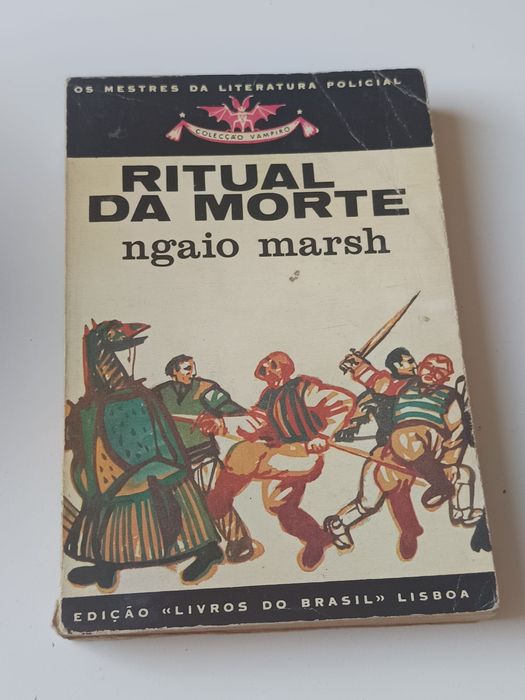 OS MESTRES DA LITERATURA POLICIAL
COLECÇÃO VAMPIRO
RITUAL
DA MORTE
ngaio marsh
EDIÇÃO «LIVROS DO BRASIL» LISBOA